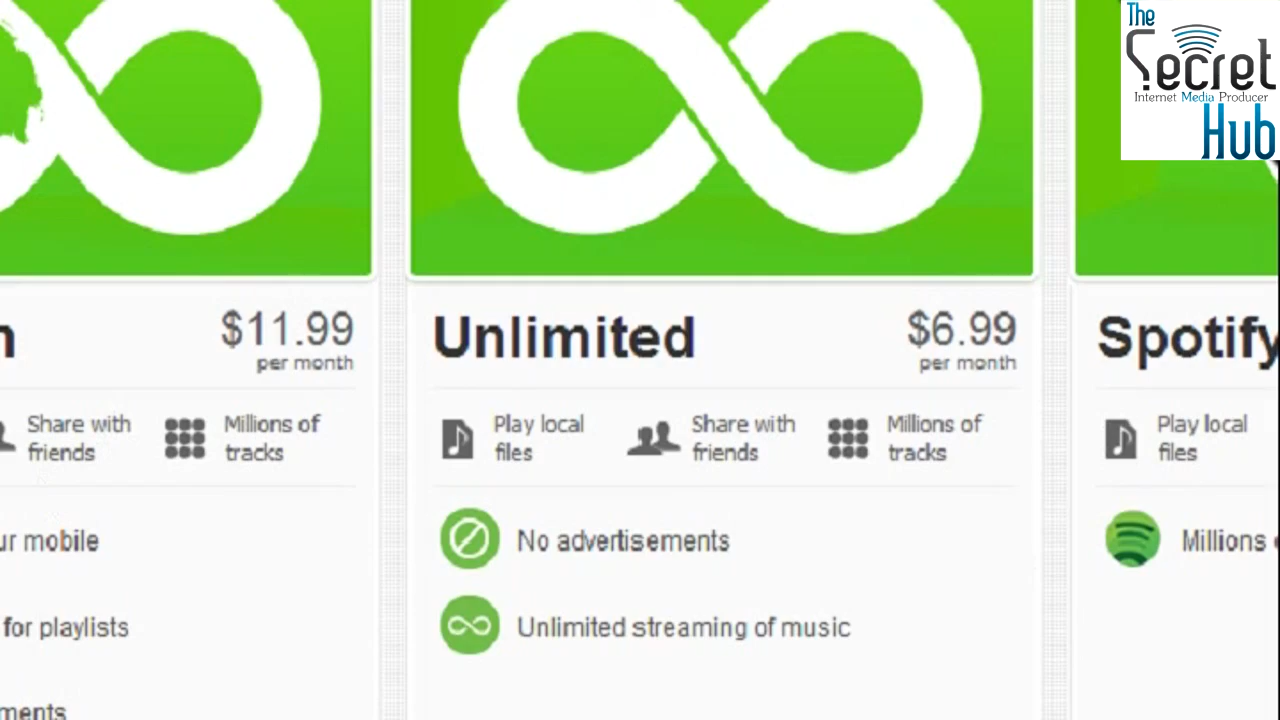 The
Secret
Internet Media Producer
Hub
$11.99
per month
Share with
friends
Millions of
tracks
mobile
for playlists
Unlimited
$6.99
per month
Play local
files
Share with
friends
Millions of
tracks
No advertisements
Unlimited streaming of music
Spotify
Play local
files
Millions